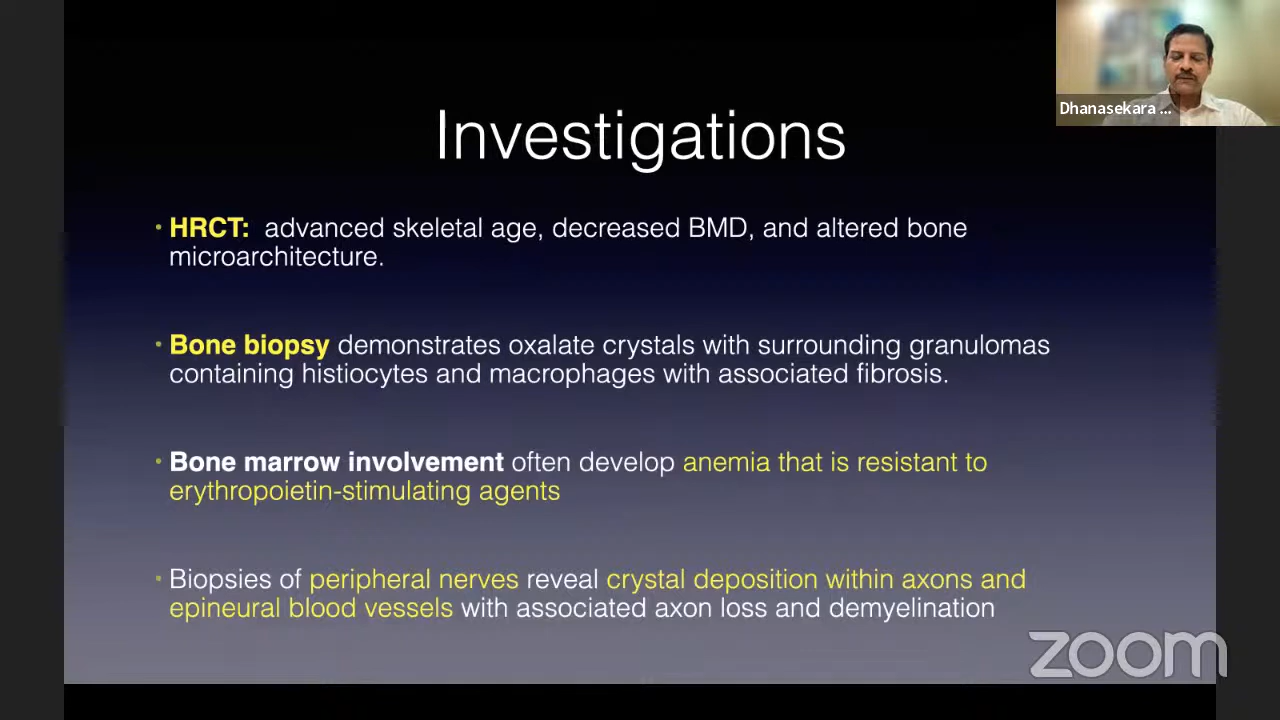 Dhanasekara ...
Investigations
• HRCT: advanced skeletal age, decreased BMD, and altered bone
microarchitecture.
• Bone biopsy demonstrates oxalate crystals with surrounding granulomas
containing histiocytes and macrophages with associated fibrosis.
• Bone marrow involvement often develop anemia that is resistant to
erythropoietin-stimulating agents
• Biopsies of peripheral nerves reveal crystal deposition within axons and
epineural blood vessels with associated axon loss and demyelination
zoom